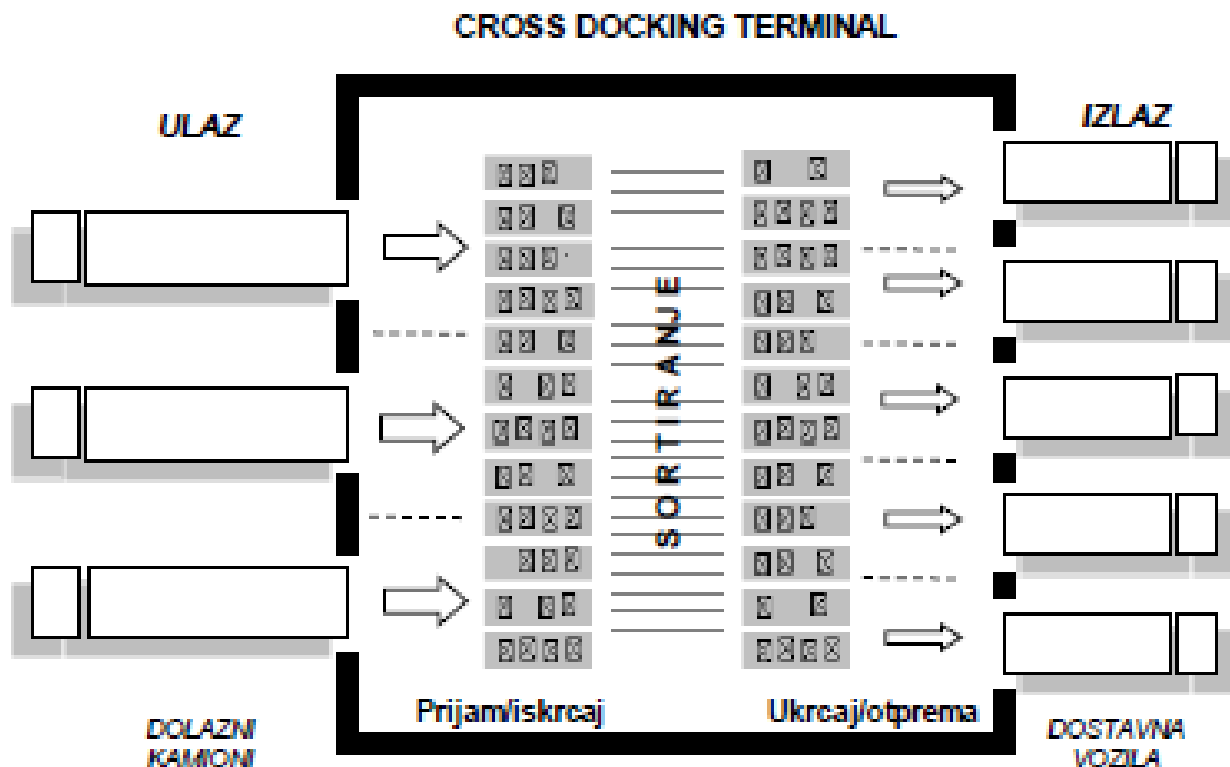 CROSS DOCKING TERMINAL
ULAZ
IZLAZ
SORTIRANJE
Prijam/iskrcaj
Ukrcaj/otprema
DOLAZNI
KAMIONI
DOSTAVNA
VOZILA